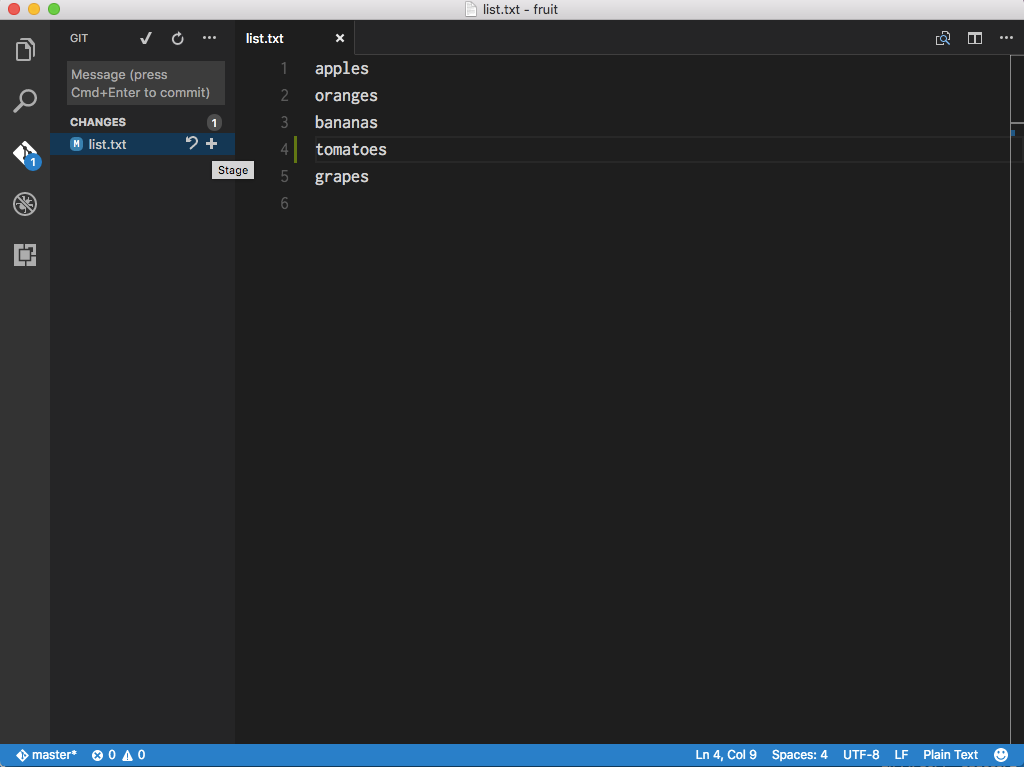 list.txt - fruit
GIT
list.txt
Message (press
Cmd+Enter to commit)
CHANGES 1
M list.txt
1
Stage
1 apples
2 oranges
3 bananas
4 tomatoes
5 grapes
6
master* 0 0 Ln 4, Col 9 Spaces: 4 UTF-8 LF Plain Text